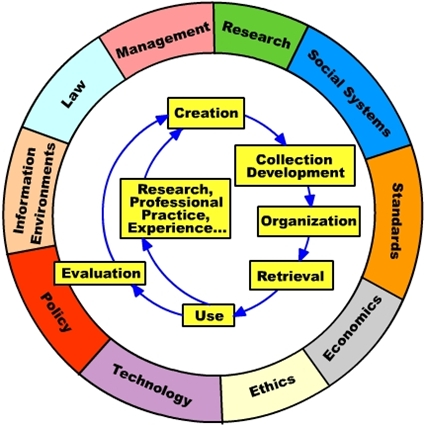 Management
Research
Social Systems
Standards
Economics
Ethics
Technology
Policy
Information
Environments
Law
Creation
Collection
Development
Organization
Retrieval
Use
Evaluation
Research,
Professional
Practice,
Experience...